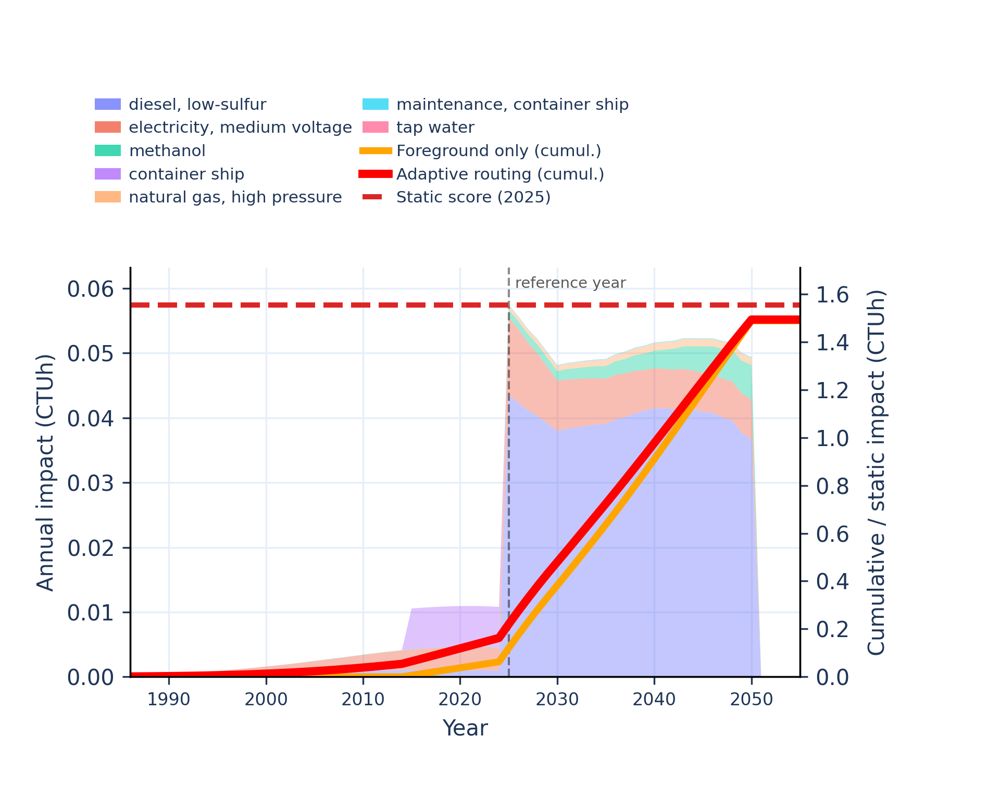 diesel, low-sulfur
electricity, medium voltage
methanol
container ship
natural gas, high pressure
maintenance, container ship
tap water
Foreground only (cumul.)
Adaptive routing (cumul.)
Static score (2025)
reference year
0.06
0.05
0.04
0.03
0.02
0.01
0.00
Annual impact (CTUh)
1.6
1.4
1.2
1.0
0.8
0.6
0.4
0.2
0.0
Cumulative / static impact (CTUh)
1990 2000 2010 2020 2030 2040 2050
Year